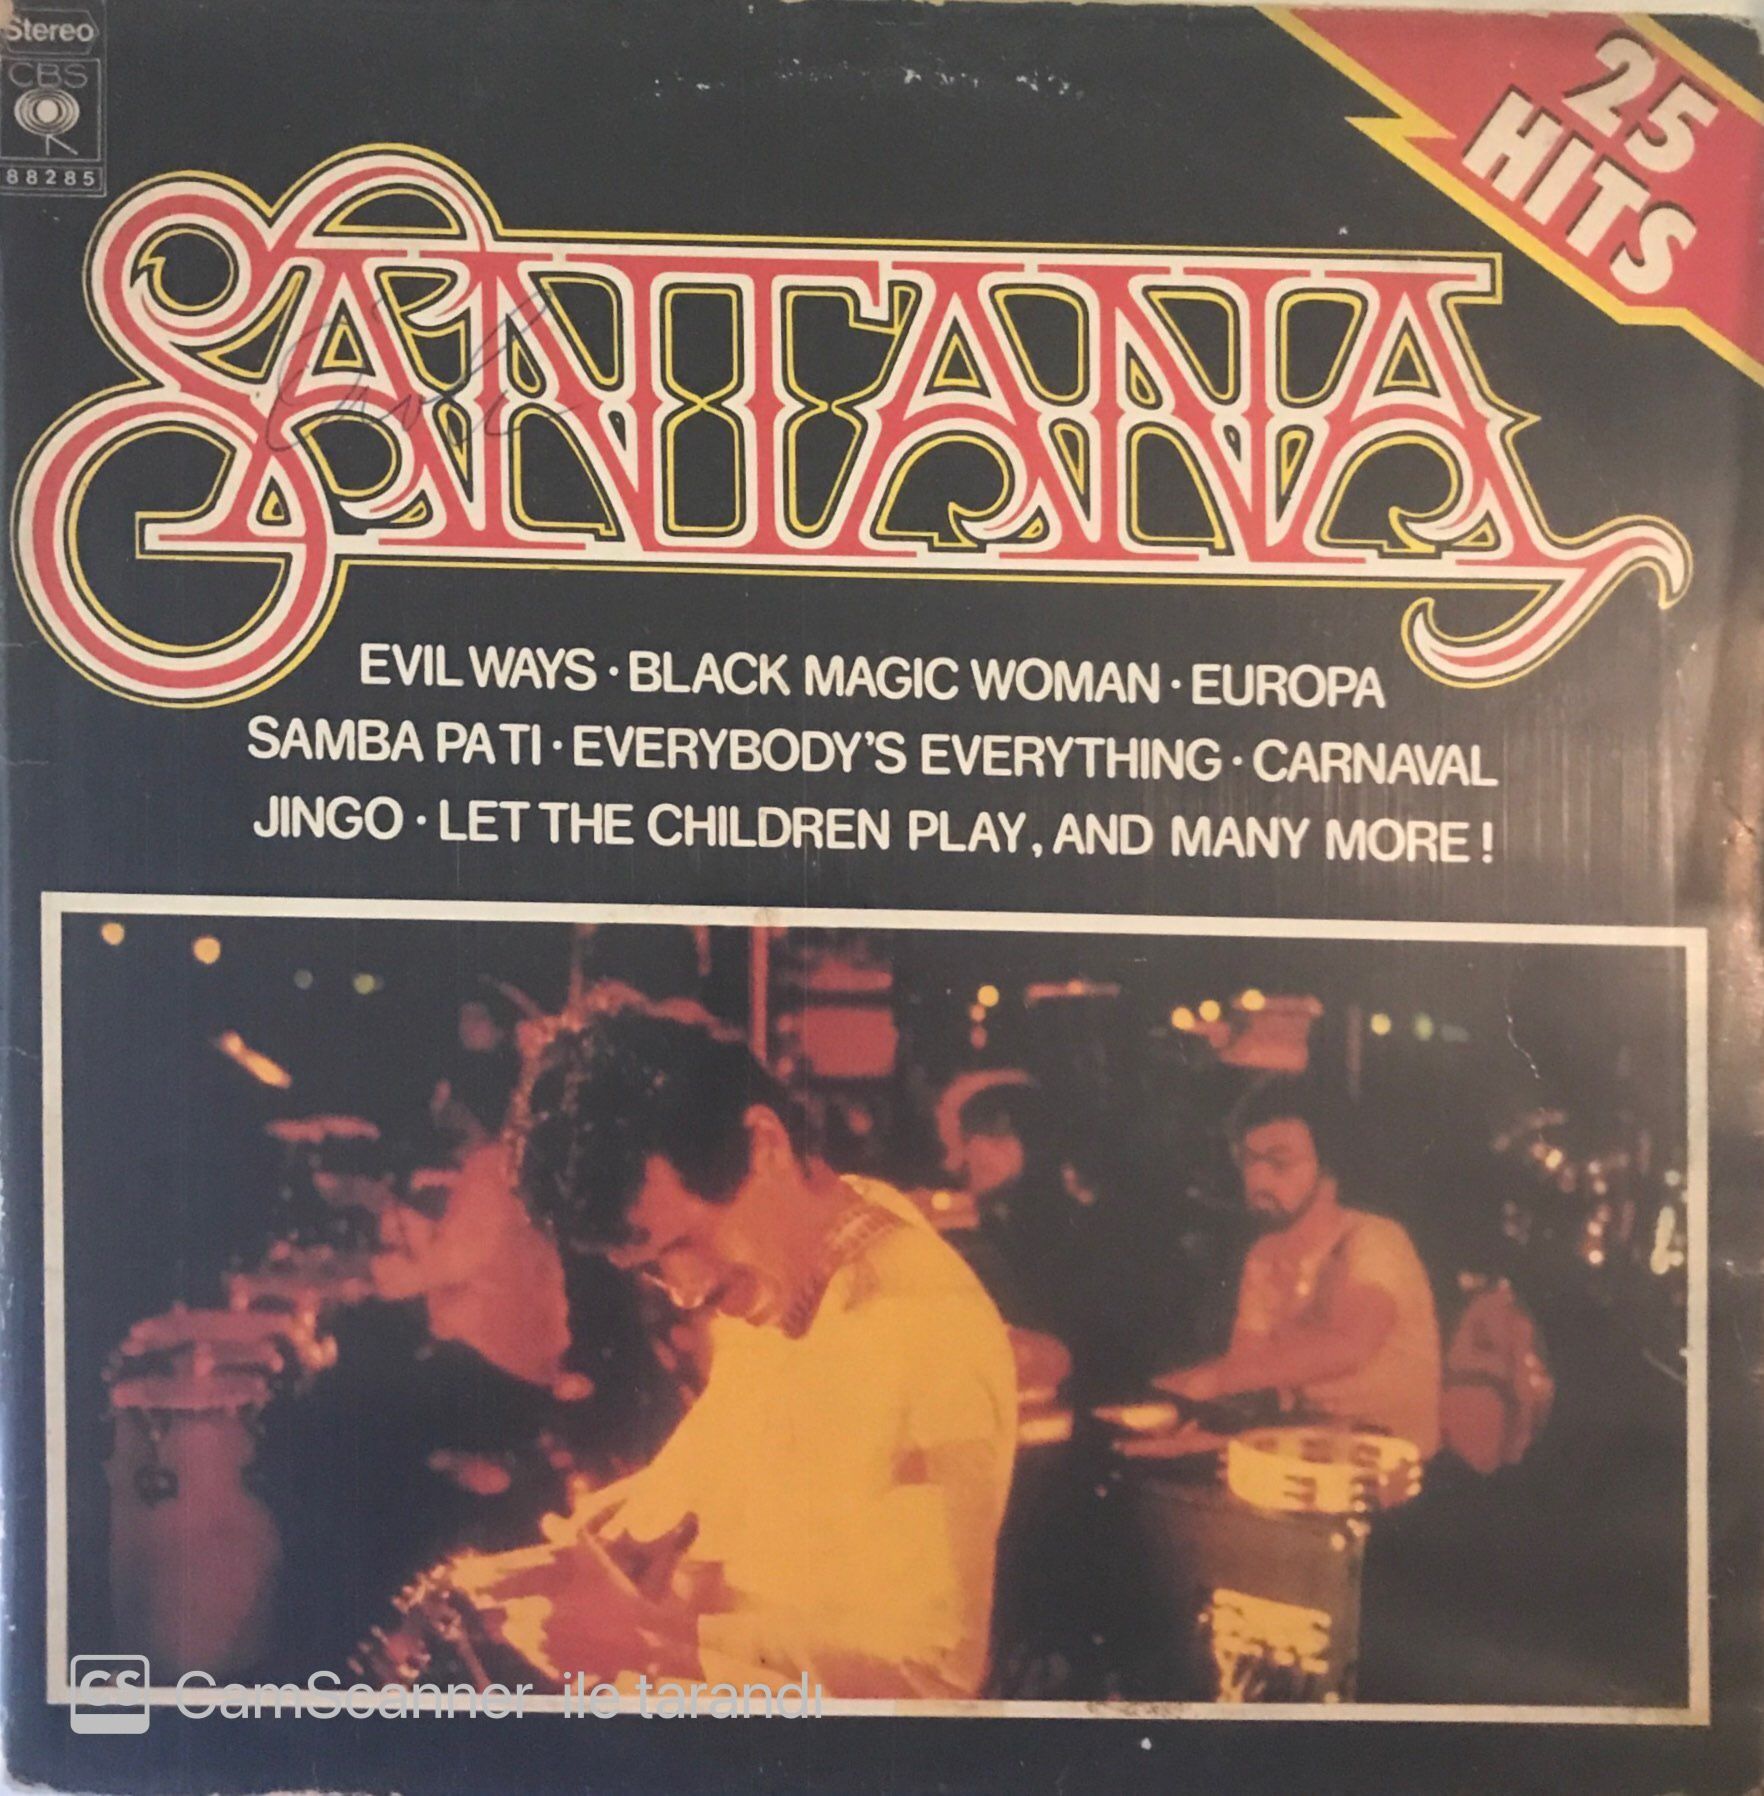 Stereo
CBS
88285
25
HITS
SANTANA
EVIL WAYS · BLACK MAGIC WOMAN · EUROPA
SAMBA PA TI · EVERYBODY'S EVERYTHING · CARNAVAL
JINGO · LET THE CHILDREN PLAY, AND MANY MORE!
CS CamScanner ile tarandı